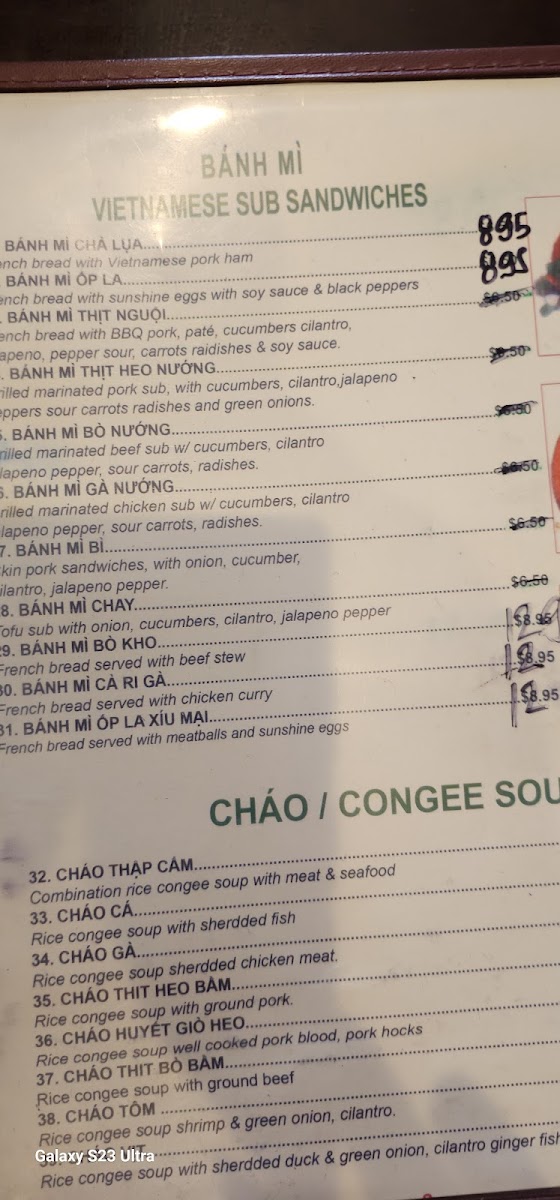 BÁNH MÌ
VIETNAMESE SUB SANDWICHES
BÁNH MÌ CHẢ LỤA 895
ench bread with Vietnamese pork ham
BÁNH MÌ ÓP LA 895
ench bread with sunshine eggs with soy sauce & black peppers
BÁNH MÌ THỊT NGUỘI $6.50
ench bread with BBQ pork, paté, cucumbers cilantro,
apeno, pepper sour, carrots raidishes & soy sauce.
BÁNH MÌ THỊT HEO NƯỚNG $6.50
rilled marinated pork sub, with cucumbers, cilantro,jalapeno
eppers sour carrots radishes and green onions.
5. BÁNH MÌ BÒ NƯỚNG $6.50
rilled marinated beef sub w/ cucumbers, cilantro
lapeno pepper, sour carrots, radishes.
6. BÁNH MÌ GÀ NƯỚNG $6.50
rilled marinated chicken sub w/ cucumbers, cilantro
alapeno pepper, sour carrots, radishes.
7. BÁNH MÌ BÌ $6.50
kin pork sandwiches, with onion, cucumber,
ilantro, jalapeno pepper.
28. BÁNH MÌ CHAY $6.50
Tofu sub with onion, cucumbers, cilantro, jalapeno pepper
29. BÁNH MÌ BÒ KHO 12 $8.95
French bread served with beef stew
30. BÁNH MÌ CÀ RI GÀ 12 $8.95
French bread served with chicken curry
31. BÁNH MÌ ÓP LA XÍU MẠI 12 $8.95
French bread served with meatballs and sunshine eggs
CHÁO / CONGEE SOU
32. CHÁO THẬP CẨM
Combination rice congee soup with meat & seafood
33. CHÁO CÁ
Rice congee soup with sherdded fish
34. CHÁO GÀ
Rice congee soup sherdded chicken meat.
35. CHÁO THIT HEO BẰM
Rice congee soup with ground pork.
36. CHÁO HUYẾT GIÒ HEO
Rice congee soup well cooked pork blood, pork hocks
37. CHÁO THIT BÒ BẰM
Rice congee soup with ground beef
38. CHÁO TÔM
Rice congee soup shrimp & green onion, cilantro.
Galaxy S23 Ultra
Rice congee soup with sherdded duck & green onion, cilantro ginger fish